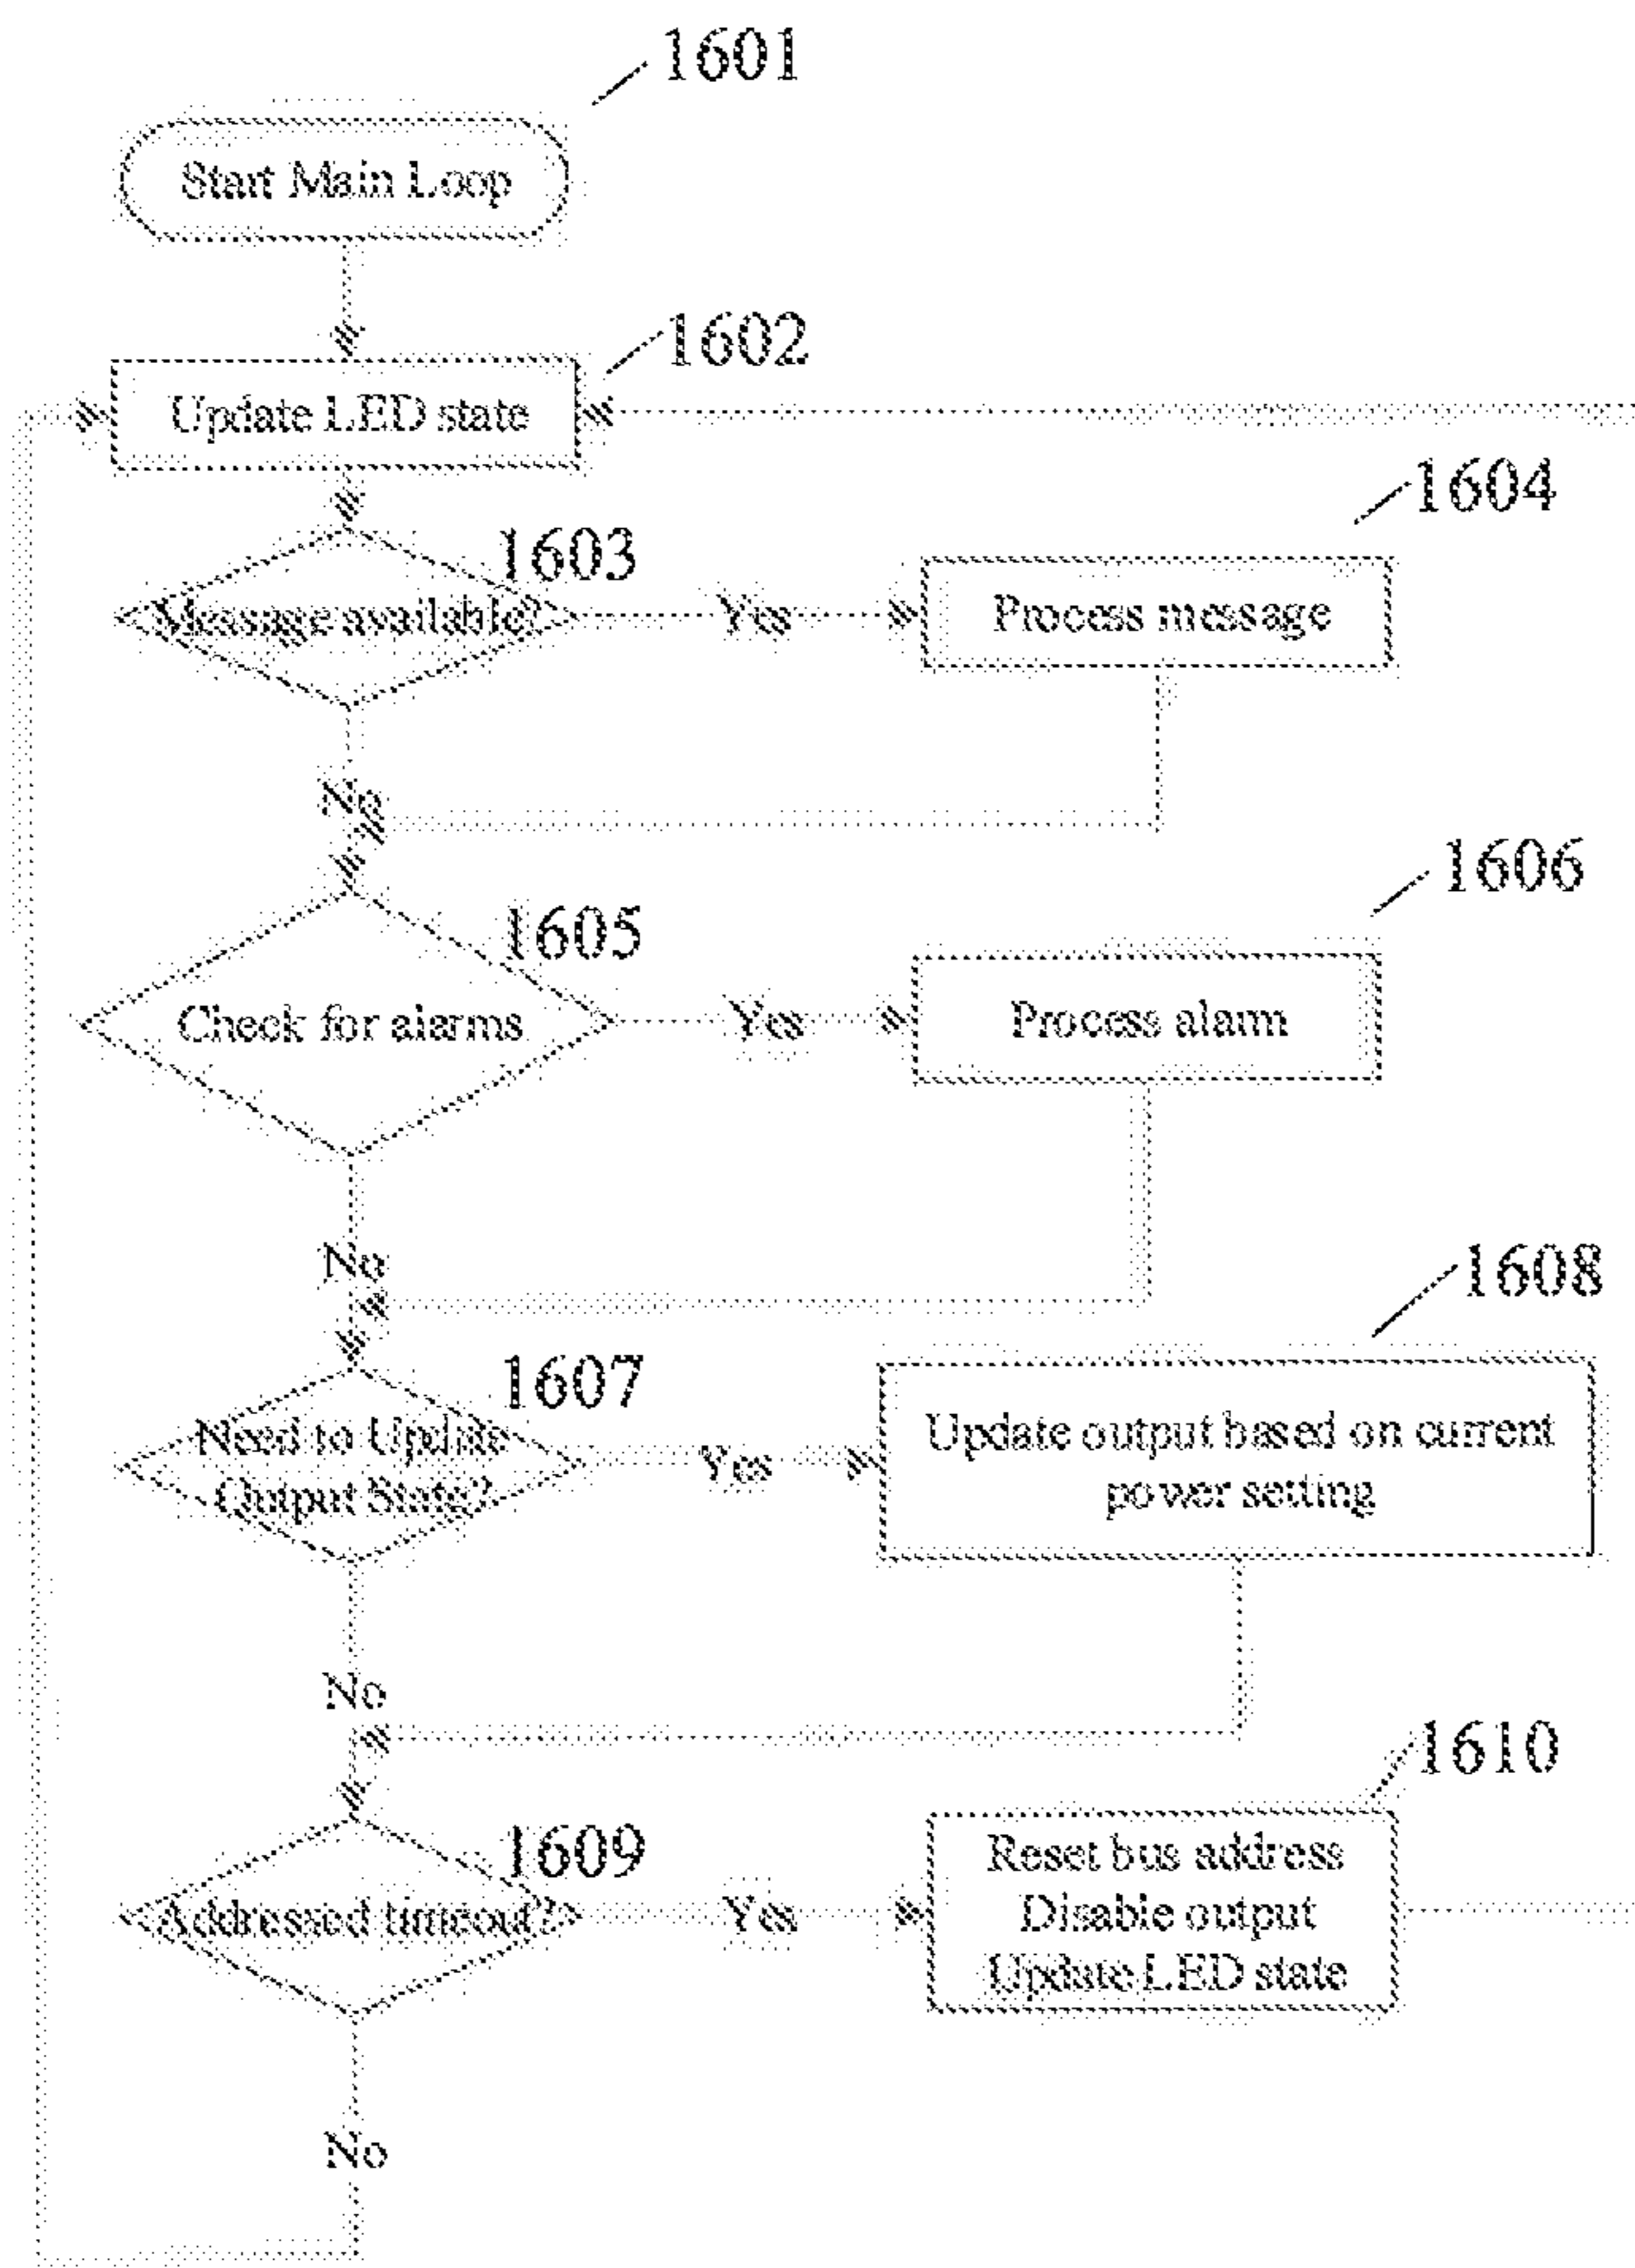 1601
Start Main Loop
1602
Update LED state
1603
Message available?
Yes
1604
Process message
No
1605
Check for alarms
Yes
1606
Process alarm
No
1607
Need to Update
Output State?
Yes
1608
Update output based on current
power setting
No
1609
Addressed timeout?
Yes
1610
Reset bus address
Disable output
Update LED state
No